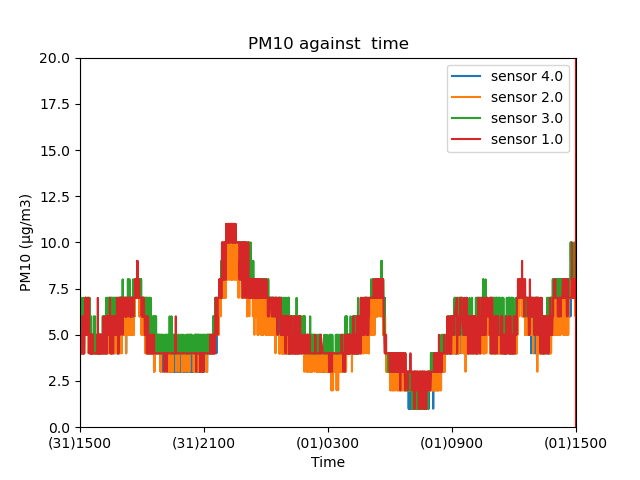 PM10 against  time
20.0
17.5
15.0
12.5
10.0
7.5
5.0
2.5
0.0
PM10 (µg/m3)
sensor 4.0
sensor 2.0
sensor 3.0
sensor 1.0
(31)1500
(31)2100
(01)0300
(01)0900
(01)1500
Time